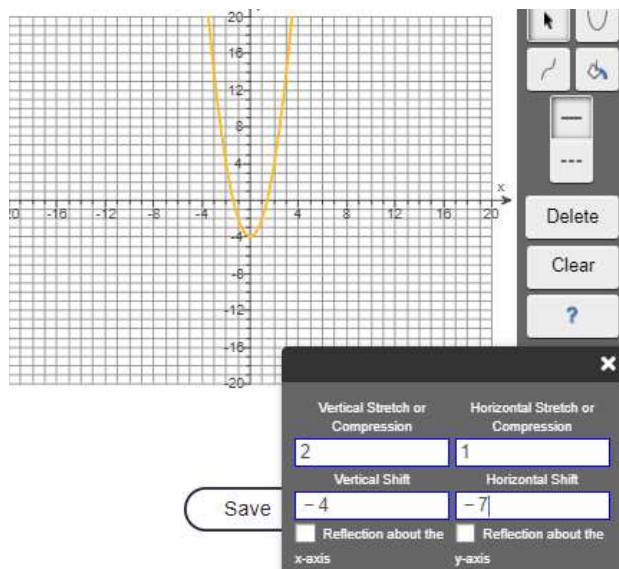 20
16
12
8
4
x
20 -16 -12 -8 -4 4 8 12 16 20
-4
-8
-12
-16
-20
Delete
Clear
?
×
Vertical Stretch or Compression
Horizontal Stretch or Compression
2
1
Vertical Shift
Horizontal Shift
-4
-7
Save
Reflection about the x-axis
Reflection about the y-axis